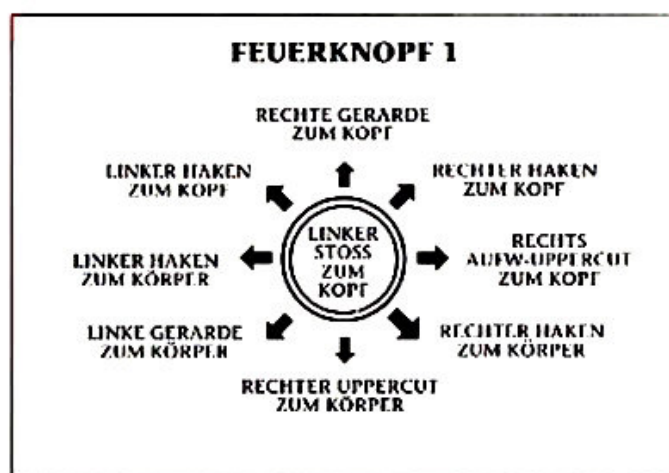 FEUERKNOPF 1
RECHTE GERARDE
ZUM KOPF
LINKER HAKEN
ZUM KOPF
RECHTER HAKEN
ZUM KOPF
LINKER
STOSS
ZUM
KOPF
LINKER HAKEN
ZUM KÖRPER
RECHTS
AUFW-UPPERCUT
ZUM KOPF
LINKE GERARDE
ZUM KÖRPER
RECHTER HAKEN
ZUM KÖRPER
RECHTER UPPERCUT
ZUM KÖRPER